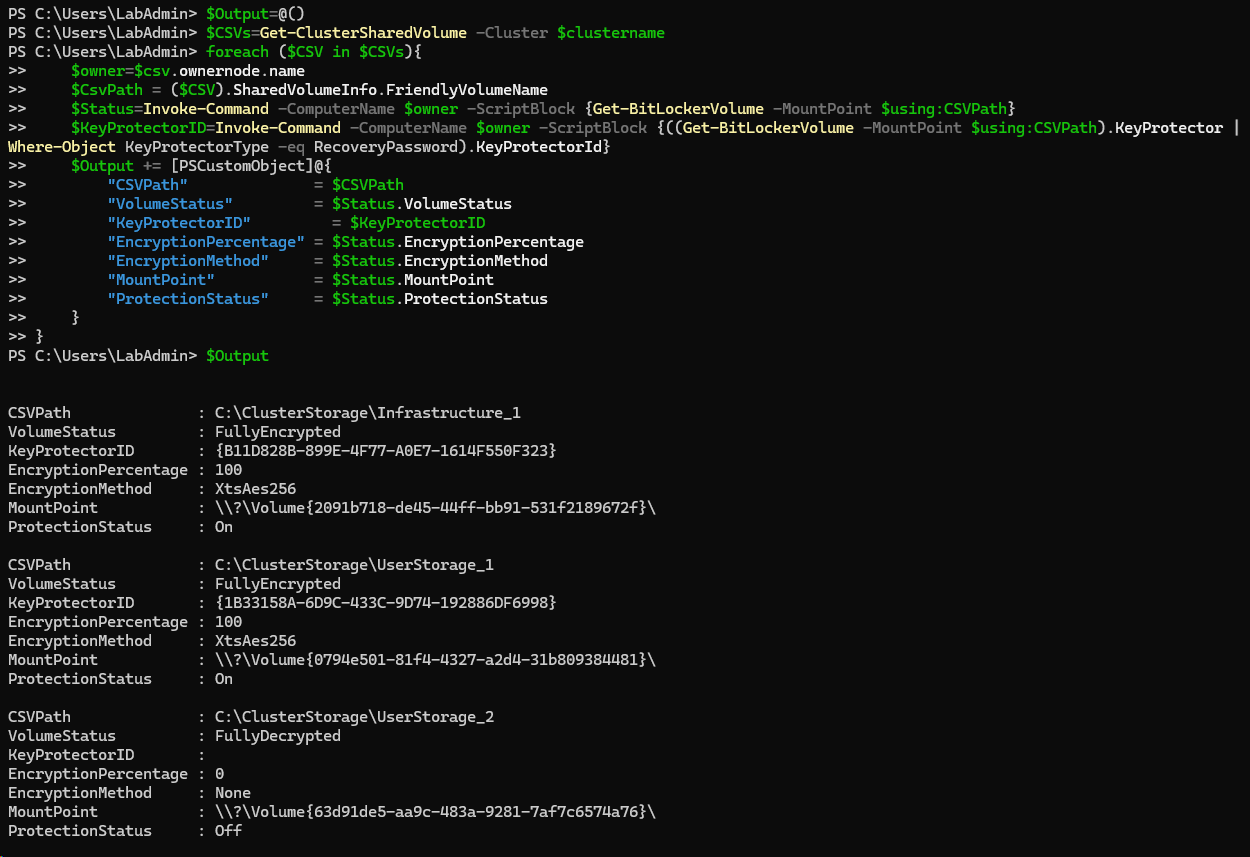 PS C:\Users\LabAdmin> $Output=@()
PS C:\Users\LabAdmin> $CSVs=Get-ClusterSharedVolume -Cluster $clustername
PS C:\Users\LabAdmin> foreach ($CSV in $CSVs){
>>     $owner=$csv.ownernode.name
>>     $CsvPath = ($CSV).SharedVolumeInfo.FriendlyVolumeName
>>     $Status=Invoke-Command -ComputerName $owner -ScriptBlock {Get-BitLockerVolume -MountPoint $using:CSVPath}
>>     $KeyProtectorID=Invoke-Command -ComputerName $owner -ScriptBlock {((Get-BitLockerVolume -MountPoint $using:CSVPath).KeyProtector |
Where-Object KeyProtectorType -eq RecoveryPassword).KeyProtectorId}
>>     $Output += [PSCustomObject]@{
>>         "CSVPath"              = $CSVPath
>>         "VolumeStatus"         = $Status.VolumeStatus
>>         "KeyProtectorID"         = $KeyProtectorID
>>         "EncryptionPercentage" = $Status.EncryptionPercentage
>>         "EncryptionMethod"     = $Status.EncryptionMethod
>>         "MountPoint"           = $Status.MountPoint
>>         "ProtectionStatus"     = $Status.ProtectionStatus
>>     }
>> }
PS C:\Users\LabAdmin> $Output
CSVPath              : C:\ClusterStorage\Infrastructure_1
VolumeStatus         : FullyEncrypted
KeyProtectorID       : {B11D828B-899E-4F77-A0E7-1614F550F323}
EncryptionPercentage : 100
EncryptionMethod     : XtsAes256
MountPoint           : \\?\Volume{2091b718-de45-44ff-bb91-531f2189672f}\
ProtectionStatus     : On
CSVPath              : C:\ClusterStorage\UserStorage_1
VolumeStatus         : FullyEncrypted
KeyProtectorID       : {1B33158A-6D9C-433C-9D74-192886DF6998}
EncryptionPercentage : 100
EncryptionMethod     : XtsAes256
MountPoint           : \\?\Volume{0794e501-81f4-4327-a2d4-31b809384481}\
ProtectionStatus     : On
CSVPath              : C:\ClusterStorage\UserStorage_2
VolumeStatus         : FullyDecrypted
KeyProtectorID       :
EncryptionPercentage : 0
EncryptionMethod     : None
MountPoint           : \\?\Volume{63d91de5-aa9c-483a-9281-7af7c6574a76}\
ProtectionStatus     : Off